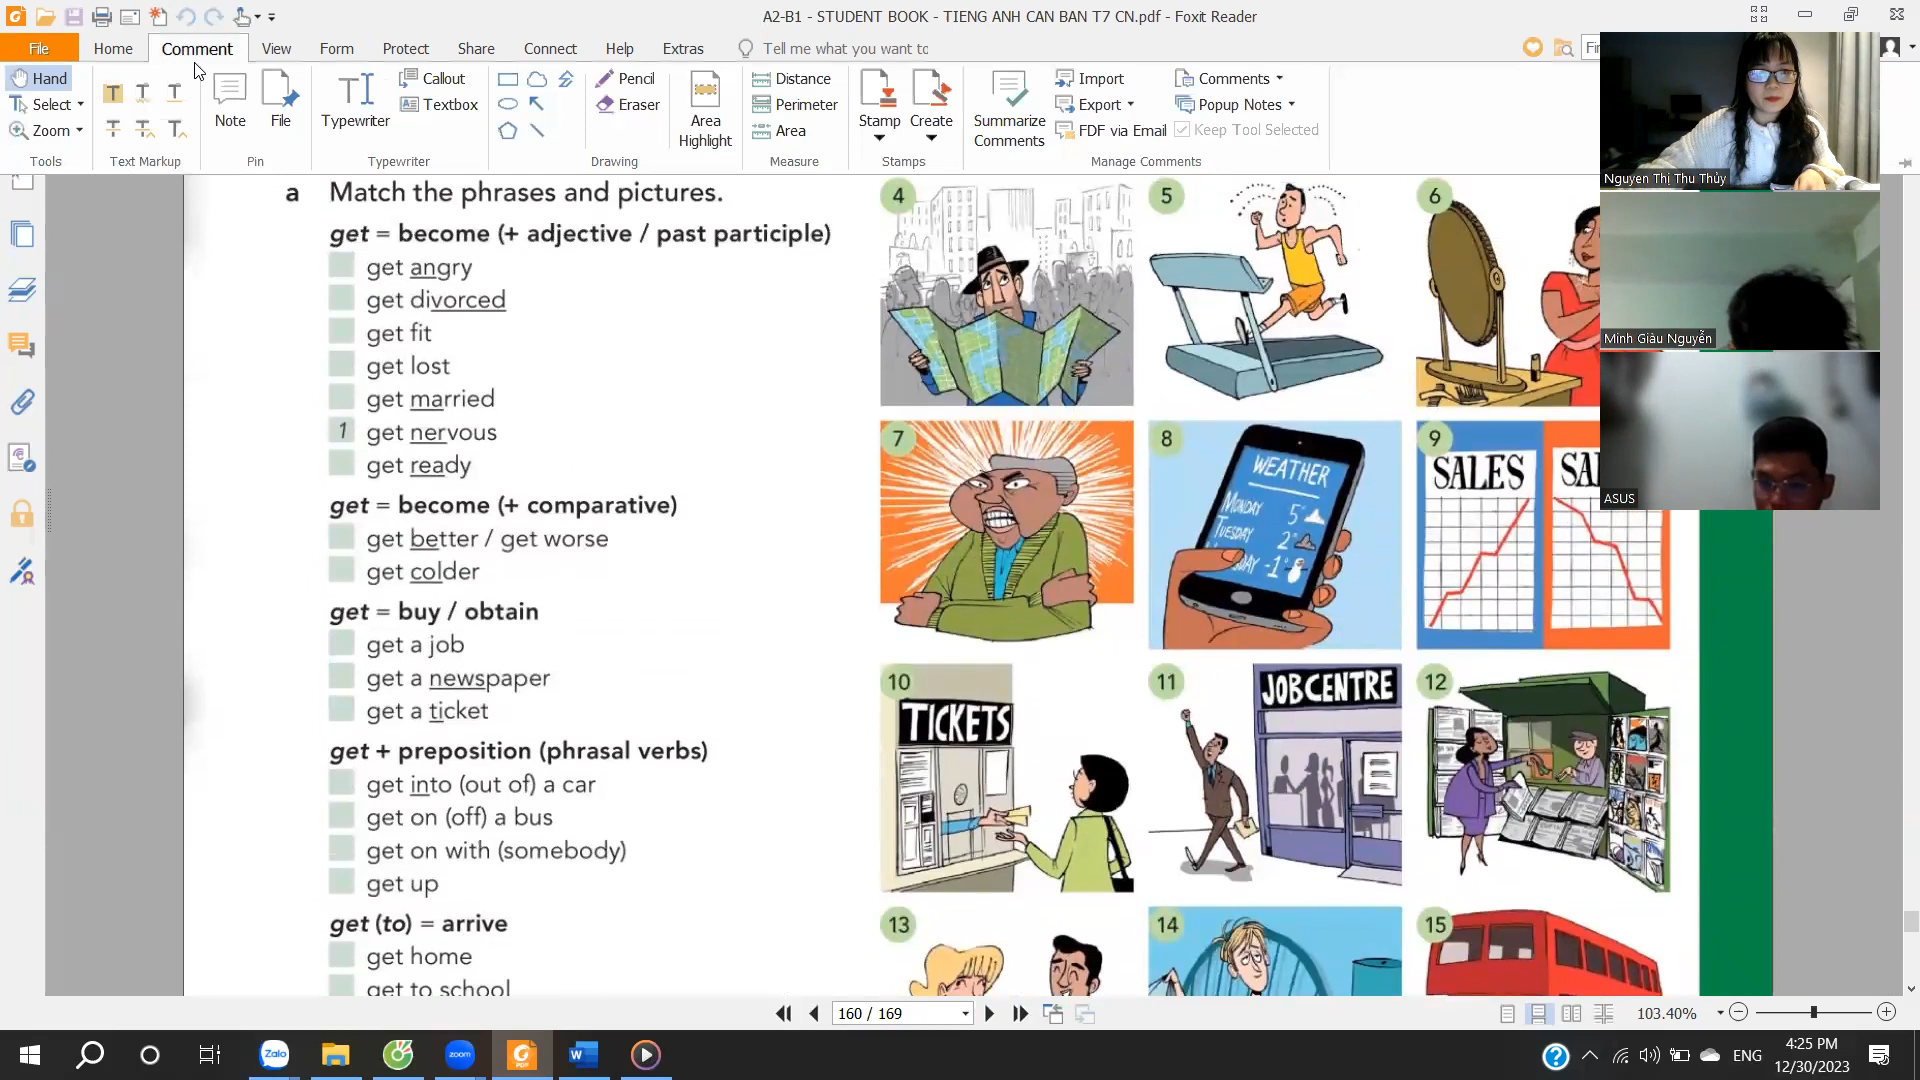 A2-B1 - STUDENT BOOK - TIENG ANH CAN BAN T7 CN.pdf - Foxit Reader
File Home Comment View Form Protect Share Connect Help Extras Tell me what you want to
Hand
Select
Zoom
Tools
Text Markup
Note
File
Pin
Typewriter
Callout
Textbox
Typewriter
Pencil
Eraser
Drawing
Area
Highlight
Distance
Perimeter
Area
Measure
Stamp
Create
Stamps
Summarize
Comments
Import
Export
FDF via Email
Comments
Popup Notes
Keep Tool Selected
Manage Comments
Nguyen Thị Thu Thủy
Minh Giàu Nguyễn
ASUS
a Match the phrases and pictures.
get = become (+ adjective / past participle)
get angry
get divorced
get fit
get lost
get married
1 get nervous
get ready
get = become (+ comparative)
get better / get worse
get colder
get = buy / obtain
get a job
get a newspaper
get a ticket
get + preposition (phrasal verbs)
get into (out of) a car
get on (off) a bus
get on with (somebody)
get up
get (to) = arrive
get home
get to school
4
5
6
7
8
WEATHER
MONDAY 5°
TUESDAY 2°
DAY -1°
9
SALES
10
TICKETS
11
JOB CENTRE
12
13
14
15
160 / 169
103.40%
Zalo
zoom
ENG
4:25 PM
12/30/2023